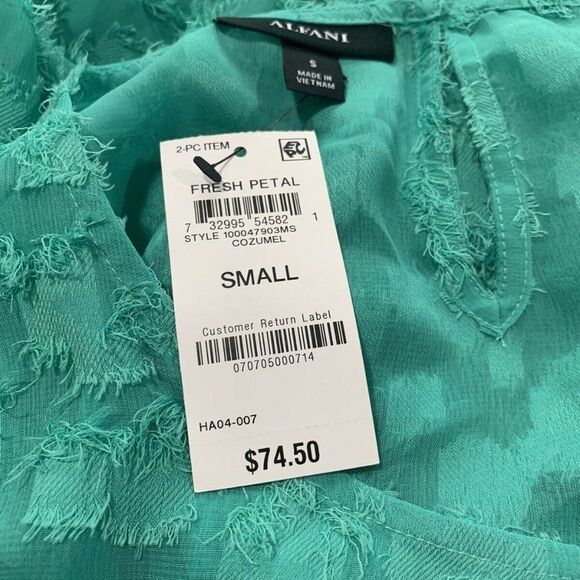 ALFANI
S
MADE IN
VIETNAM
2-PC ITEM
FRESH PETAL
7 32995 54582 1
STYLE 100047903MS
COZUMEL
SMALL
Customer Return Label
070705000714
HA04-007
$74.50